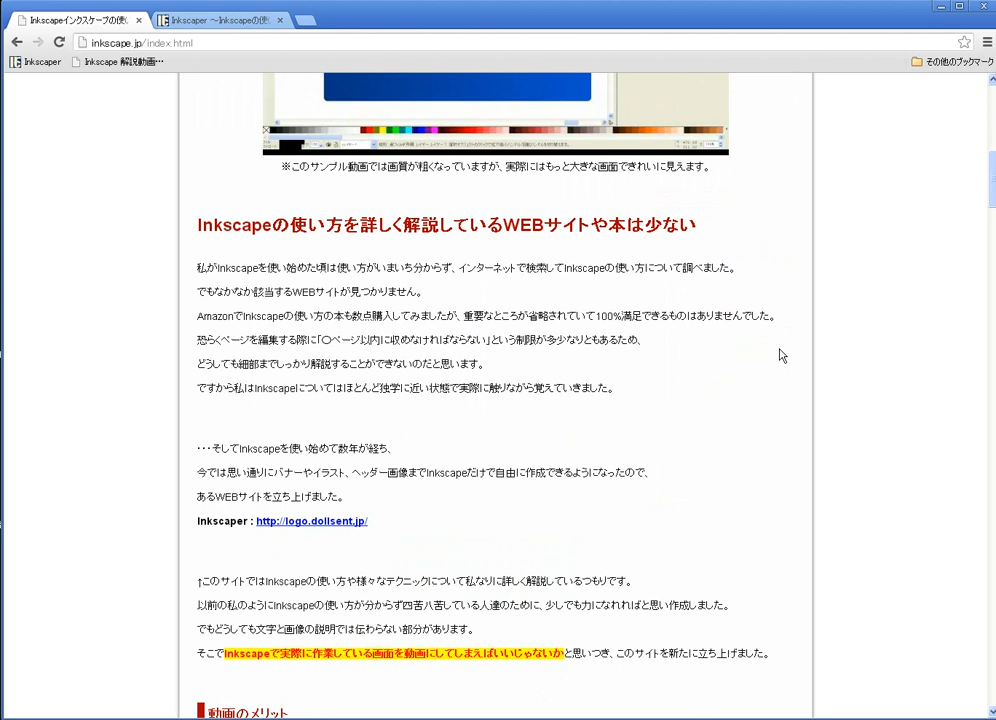 Inkscapeインクスケープの使い
Inkscaper ～Inkscapeの使い
inkscape.jp/index.html
Inkscaper
Inkscape 解説動画…
その他のブックマーク
※このサンプル動画では画質が粗くなっていますが、実際にはもっと大きな画面できれいに見えます。
Inkscapeの使い方を詳しく解説しているWEBサイトや本は少ない
私がInkscapeを使い始めた頃は使い方がいまいち分からず、インターネットで検索してInkscapeの使い方について調べました。
でもなかなか該当するWEBサイトが見つかりません。
AmazonでInkscapeの使い方の本も数点購入してみましたが、重要なところが省略されていて100%満足できるものはありませんでした。
恐らくページを編集する際に「〇ページ以内に収めなければならない」という制限が多少なりともあるため、
どうしても細部までしっかり解説することができないのだと思います。
ですから私はInkscapeについてはほとんど独学に近い状態で実際に触りながら覚えていきました。
・・・そしてInkscapeを使い始めて数年が経ち、
今では思い通りにバナーやイラスト、ヘッダー画像までInkscapeだけで自由に作成できるようになったので、
あるWEBサイトを立ち上げました。
Inkscaper : http://logo.dollsent.jp/
↑このサイトではInkscapeの使い方や様々なテクニックについて私なりに詳しく解説しているつもりです。
以前の私のようにInkscapeの使い方が分からず四苦八苦している人達のために、少しでも力になれればと思い作成しました。
でもどうしても文字と画像の説明では伝わらない部分があります。
そこでInkscapeで実際に作業している画面を動画にしてしまえばいいじゃないかと思いつき、このサイトを新たに立ち上げました。
動画のメリット